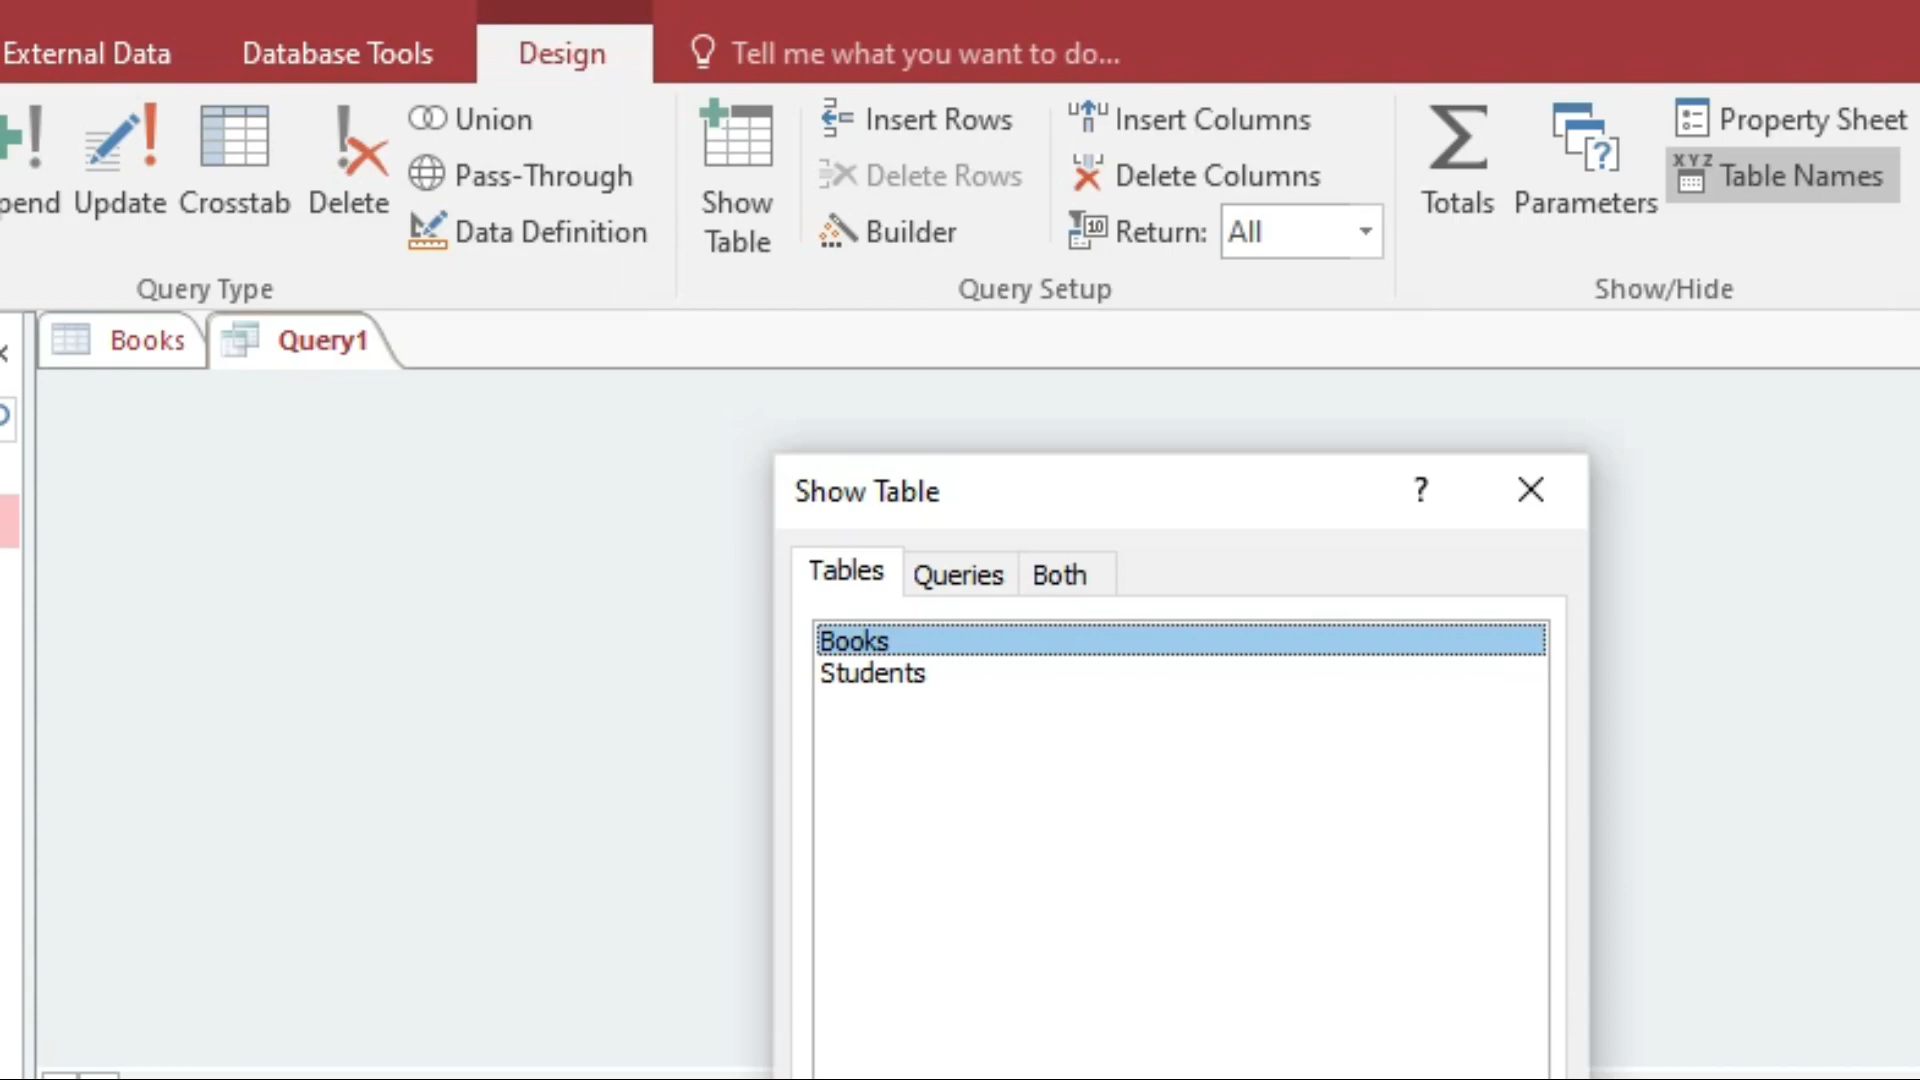 External Data Database Tools Design Tell me what you want to do...
pend Update Crosstab Delete
Union
Pass-Through
Data Definition
Query Type
Show
Table
Insert Rows
Delete Rows
Builder
Insert Columns
Delete Columns
Return: All
Query Setup
Totals Parameters
Property Sheet
XYZ Table Names
Show/Hide
Books Query1
Show Table ?
Tables Queries Both
Books
Students